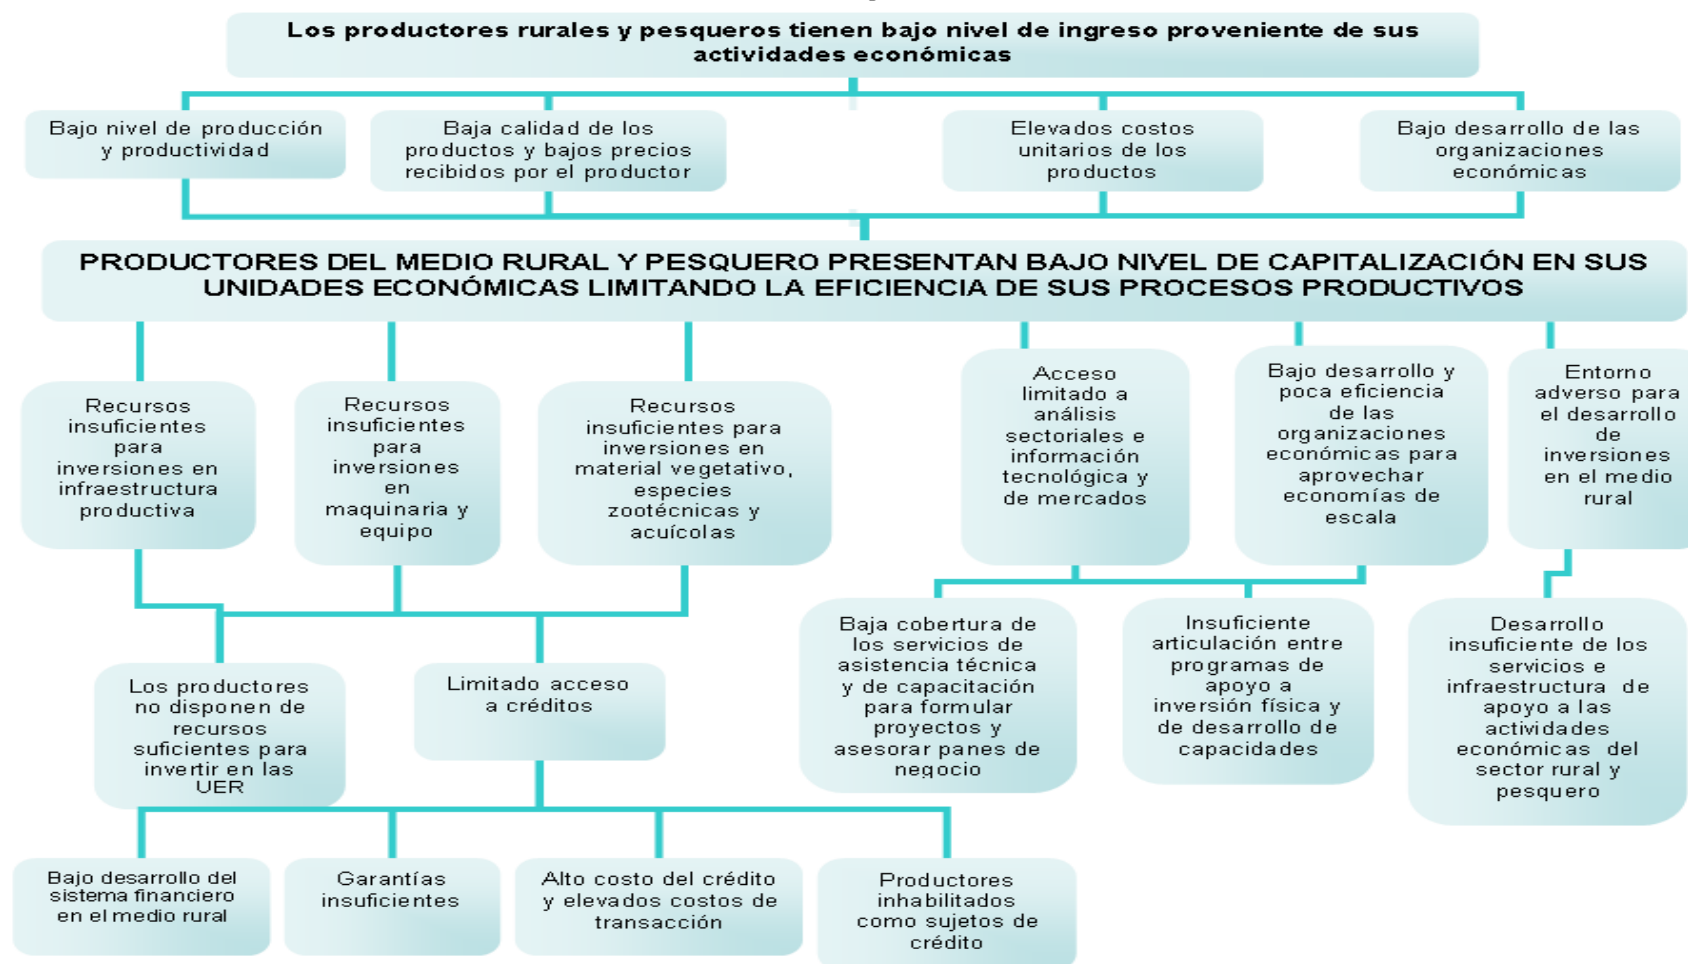 Los productores rurales y pesqueros tienen bajo nivel de ingreso proveniente de sus
actividades económicas
Bajo nivel de producción
y productividad
Baja calidad de los
productos y bajos precios
recibidos por el productor
Elevados costos
unitarios de los
productos
Bajo desarrollo de las
organizaciones
económicas
PRODUCTORES DEL MEDIO RURAL Y PESQUERO PRESENTAN BAJO NIVEL DE CAPITALIZACIÓN EN SUS
UNIDADES ECONÓMICAS LIMITANDO LA EFICIENCIA DE SUS PROCESOS PRODUCTIVOS
Recursos
insuficientes
para
inversiones en
infraestructura
productiva
Recursos
insuficientes
para
inversiones
en
maquinaria y
equipo
Recursos
insuficientes para
inversiones en
material vegetativo,
especies
zootécnicas y
acuícolas
Acceso
limitado a
análisis
sectoriales e
información
tecnológica y
de mercados
Bajo desarrollo y
poca eficiencia
de las
organizaciones
económicas para
aprovechar
economías de
escala
Entorno
adverso para
el desarrollo
de
inversiones
en el medio
rural
Los productores
no disponen de
recursos
suficientes para
invertir en las
UER
Limitado acceso
a créditos
Baja cobertura de
los servicios de
asistencia técnica
y de capacitación
para formular
proyectos y
asesorar panes de
negocio
Insuficiente
articulación entre
programas de
apoyo a
inversión física y
de desarrollo de
capacidades
Desarrollo
insuficiente de los
servicios e
infraestructura de
apoyo a las
actividades
económicas del
sector rural y
pesquero
Bajo desarrollo del
sistema financiero
en el medio rural
Garantías
insuficientes
Alto costo del crédito
y elevados costos de
transacción
Productores
inhabilitados
como sujetos de
crédito